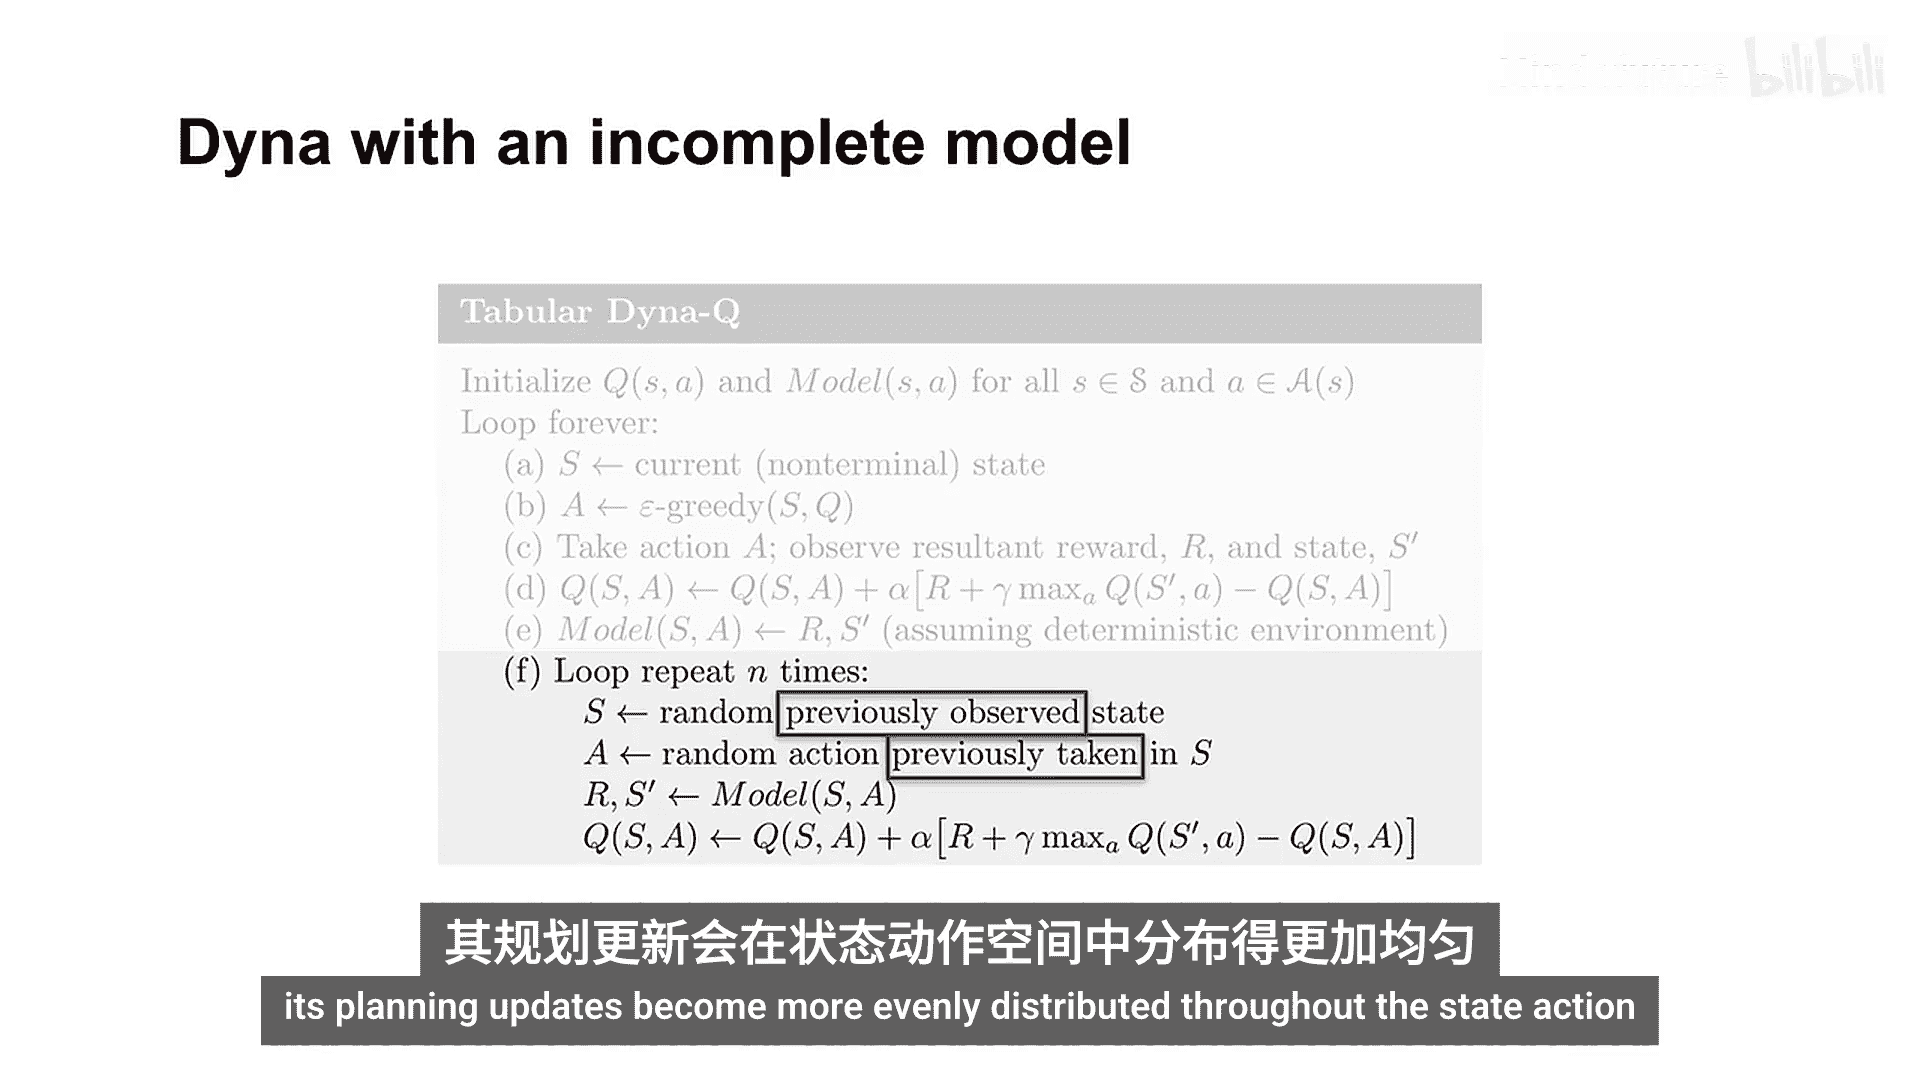 bilibili
Dyna with an incomplete model
Tabular Dyna-Q
Initialize Q(s, a) and Model(s, a) for all s ∈ 𝒮 and a ∈ 𝒜(s)
Loop forever:
(a) S ← current (nonterminal) state
(b) A ← ε-greedy(S, Q)
(c) Take action A; observe resultant reward, R, and state, S′
(d) Q(S, A) ← Q(S, A) + α[R + γ maxₐ Q(S′, a) − Q(S, A)]
(e) Model(S, A) ← R, S′ (assuming deterministic environment)
(f) Loop repeat n times:
S ← random previously observed state
A ← random action previously taken in S
R, S′ ← Model(S, A)
Q(S, A) ← Q(S, A) + α[R + γ maxₐ Q(S′, a) − Q(S, A)]
其规划更新会在状态动作空间中分布得更加均匀
its planning updates become more evenly distributed throughout the state action